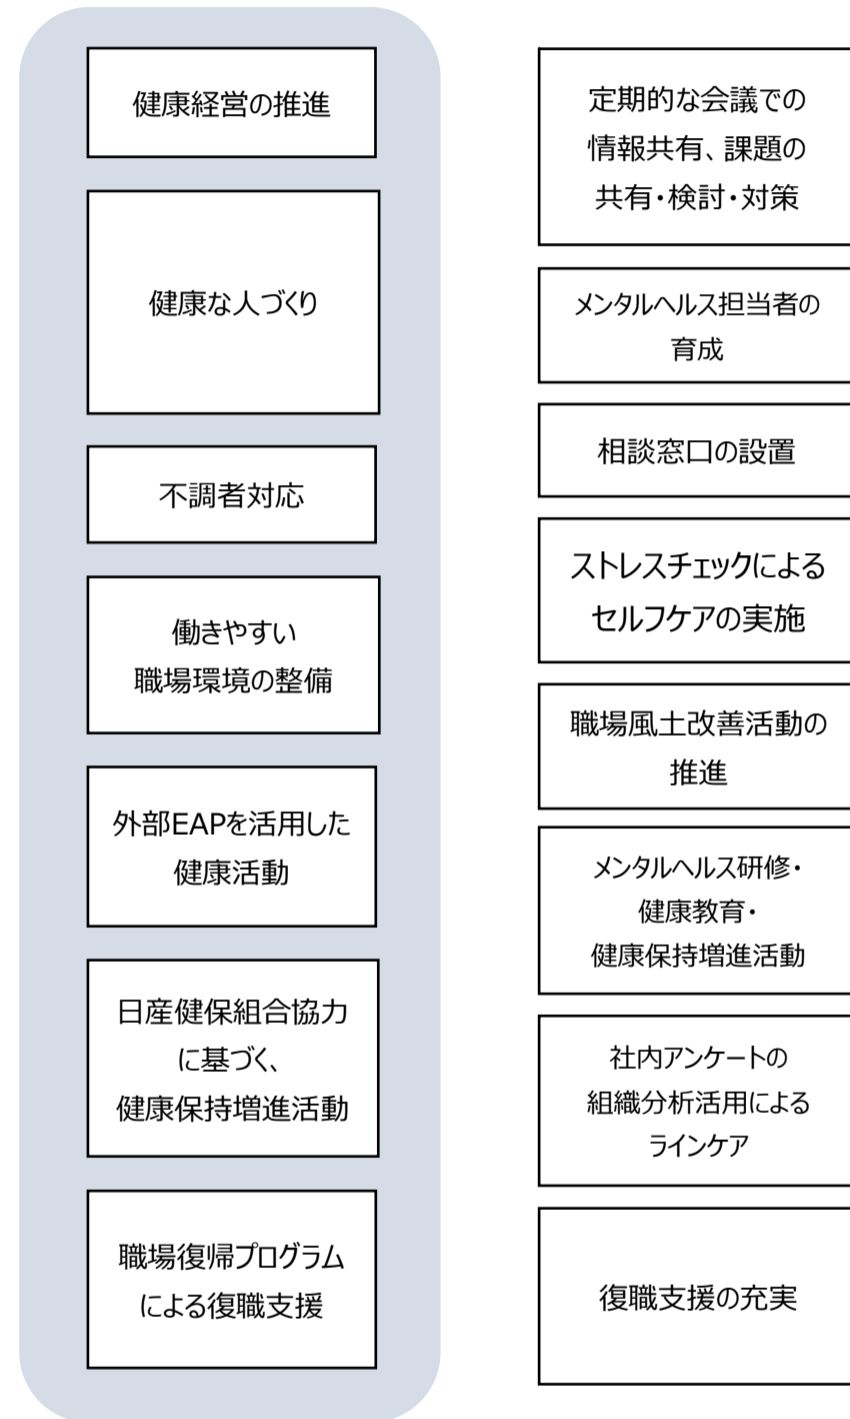 健康経営の推進
健康な人づくり
不調者対応
働きやすい
職場環境の整備
外部EAPを活用した
健康活動
日産健保組合協力
に基づく、
健康保持増進活動
職場復帰プログラム
による復職支援
定期的な会議での
情報共有、課題の
共有・検討・対策
メンタルヘルス担当者の
育成
相談窓口の設置
ストレスチェックによる
セルフケアの実施
職場風土改善活動の
推進
メンタルヘルス研修・
健康教育・
健康保持増進活動
社内アンケートの
組織分析活用による
ラインケア
復職支援の充実